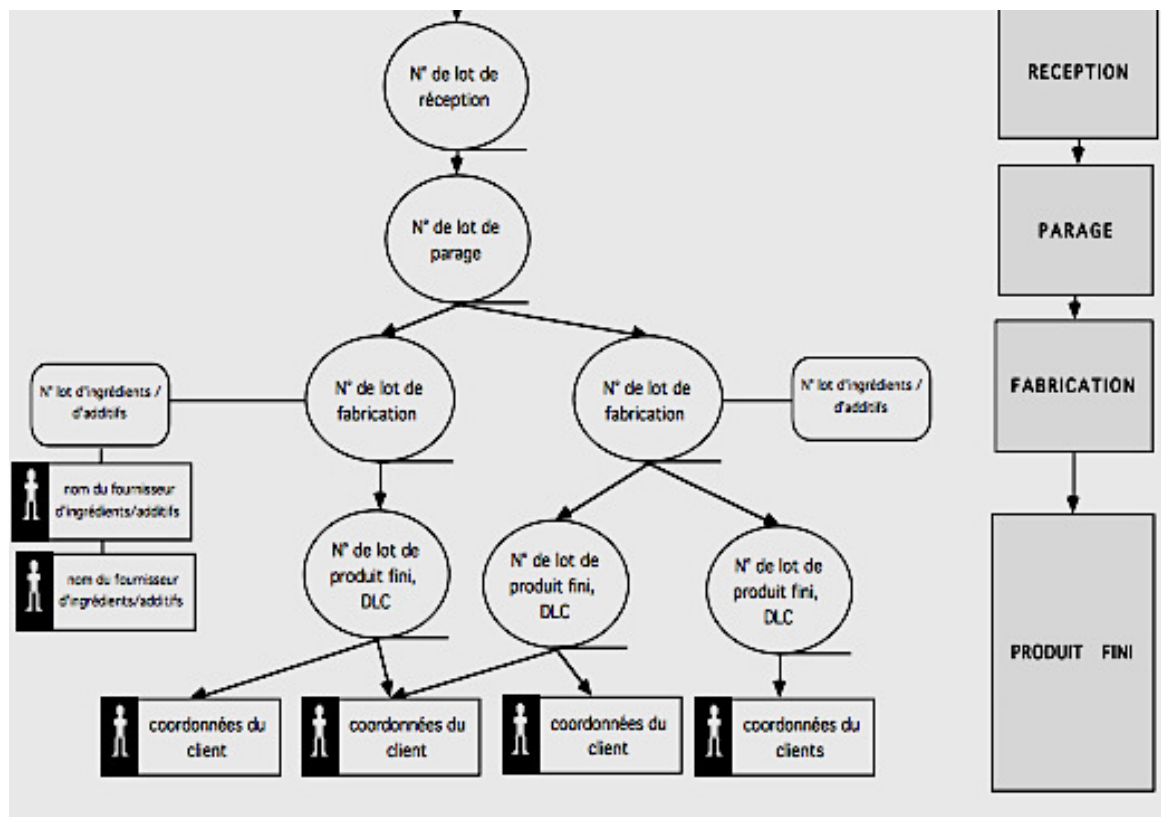 N° de lot de
réception
RECEPTION
N° de lot de
parage
PARAGE
N° lot d'ingrédients /
d'additifs
N° de lot de
fabrication
N° de lot de
fabrication
N° lot d'ingrédients /
d'additifs
FABRICATION
nom du fournisseur
d'ingrédients/additifs
nom du fournisseur
d'ingrédients/additifs
N° de lot de
produit fini,
DLC
N° de lot de
produit fini,
DLC
N° de lot de
produit fini,
DLC
PRODUIT FINI
coordonnées du
client
coordonnées du
client
coordonnées du
client
coordonnées du
clients